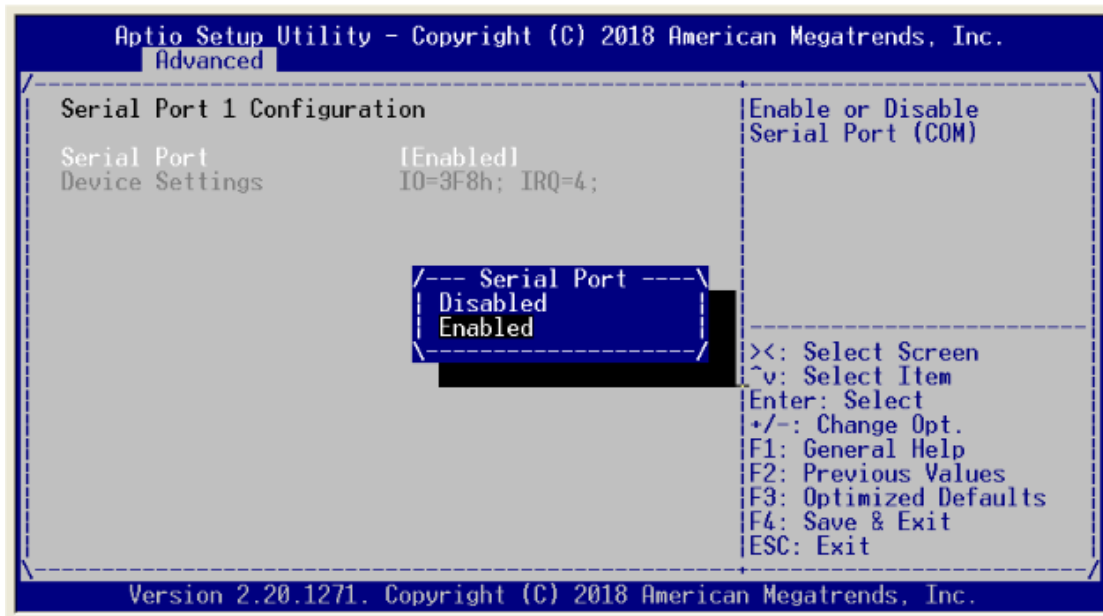 Aptio Setup Utility - Copyright (C) 2018 American Megatrends, Inc.
Advanced
Serial Port 1 Configuration
Serial Port [Enabled]
Device Settings IO=3F8h; IRQ=4;
Enable or Disable
Serial Port (COM)
Serial Port
Disabled
Enabled
><: Select Screen
^v: Select Item
Enter: Select
+/-: Change Opt.
F1: General Help
F2: Previous Values
F3: Optimized Defaults
F4: Save & Exit
ESC: Exit
Version 2.20.1271. Copyright (C) 2018 American Megatrends, Inc.